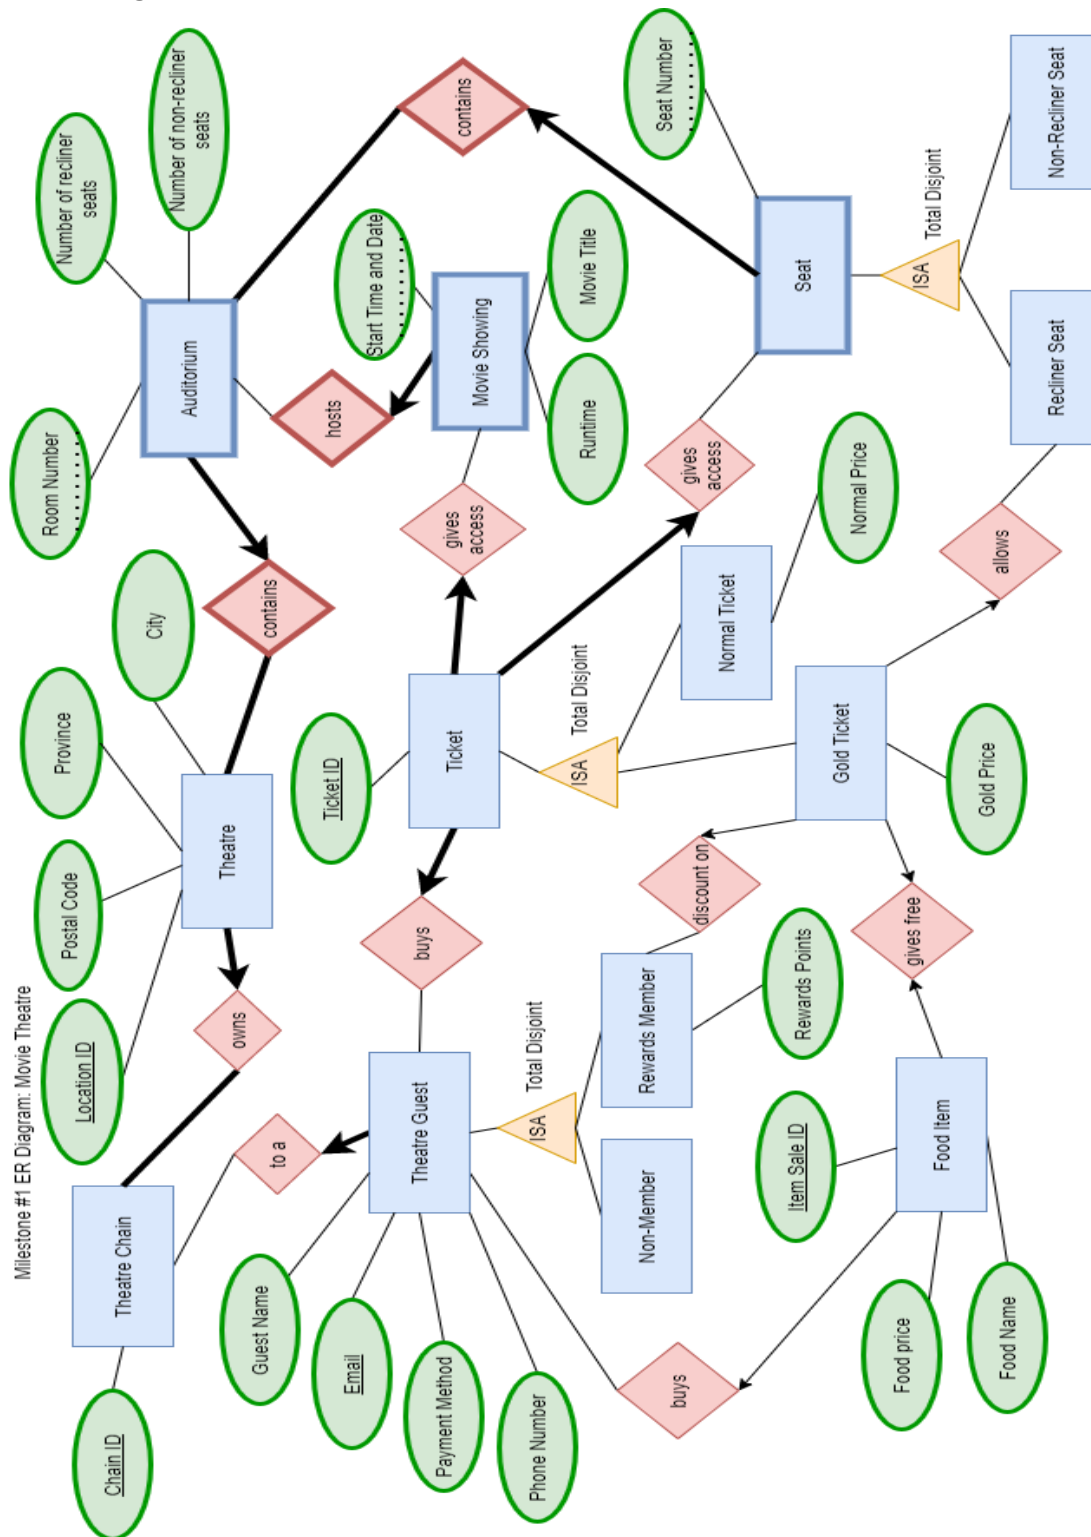 Milestone #1 ER Diagram: Movie Theatre
Chain ID
Theatre Chain
owns
Location ID
Postal Code
Province
City
Theatre
contains
Room Number
Number of recliner
seats
Number of non-recliner
seats
Auditorium
to a
hosts
contains
Start Time and Date
Movie Showing
Runtime
Movie Title
gives
access
Guest Name
Email
Payment Method
Phone Number
Theatre Guest
buys
Ticket ID
Ticket
gives
access
Seat Number
Seat
ISA
Total Disjoint
Non-Member
Rewards Member
Rewards Points
discount on
ISA
Total Disjoint
Normal Ticket
Normal Price
Gold Ticket
Gold Price
allows
ISA
Total Disjoint
Recliner Seat
Non-Recliner Seat
buys
Item Sale ID
Food Item
Food price
Food Name
gives free